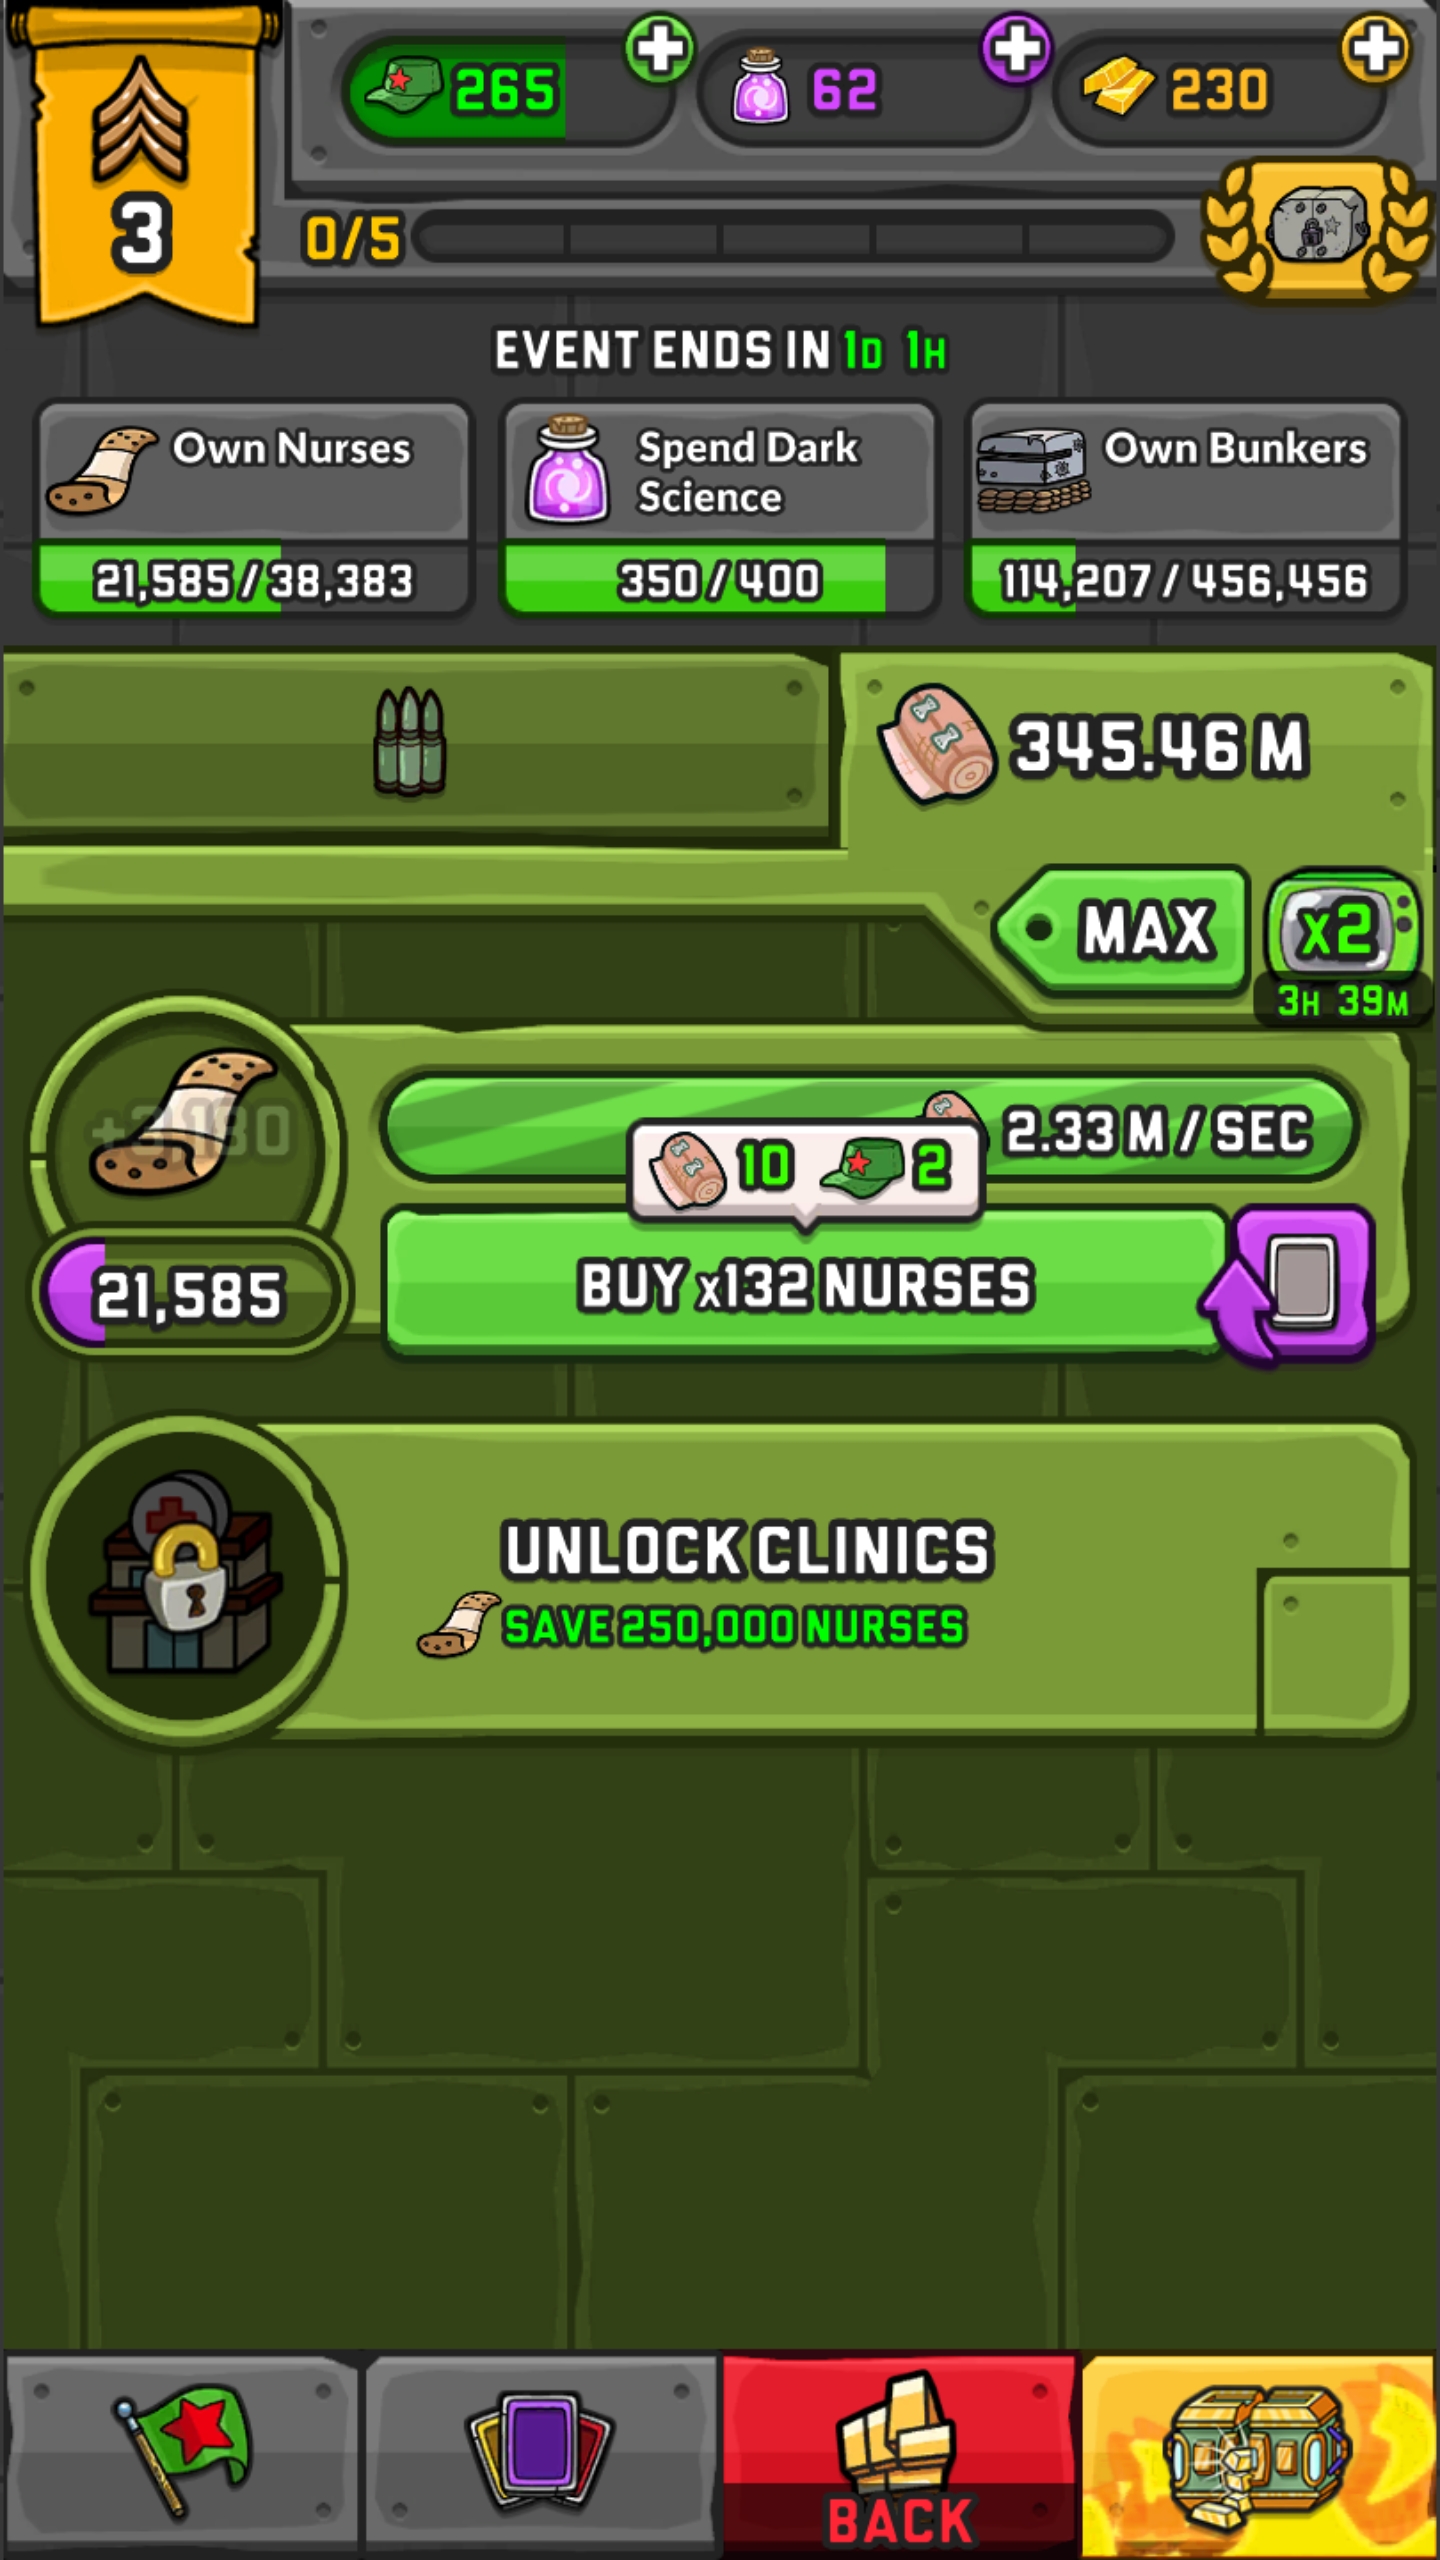 265
62
230
3
0/5
EVENT ENDS IN 1D 1H
Own Nurses
21,585/38,383
Spend Dark
Science
350/400
Own Bunkers
114,207/456,456
345.46 M
MAX
x2
3H 39M
+3,180
2.33 M/SEC
10 2
21,585
BUY x132 NURSES
UNLOCK CLINICS
SAVE 250,000 NURSES
BACK